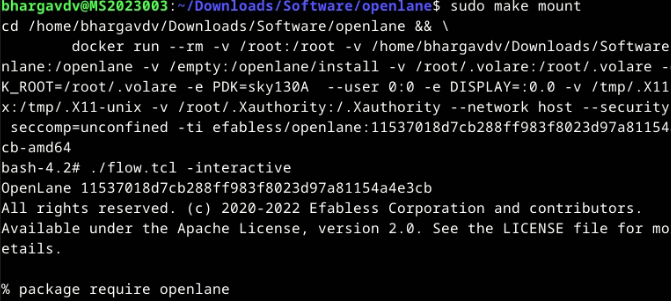 bhargavdv@MS2023003:~/Downloads/Software/openlane$ sudo make mount
cd /home/bhargavdv/Downloads/Software/openlane && \
        docker run --rm -v /root:/root -v /home/bhargavdv/Downloads/Software
nlane:/openlane -v /empty:/openlane/install -v /root/.volare:/root/.volare -
K_ROOT=/root/.volare -e PDK=sky130A  --user 0:0 -e DISPLAY=:0.0 -v /tmp/.X11
x:/tmp/.X11-unix -v /root/.Xauthority:/.Xauthority --network host --security
 seccomp=unconfined -ti efabless/openlane:11537018d7cb288ff983f8023d97a81154
cb-amd64
bash-4.2# ./flow.tcl -interactive
OpenLane 11537018d7cb288ff983f8023d97a81154a4e3cb
All rights reserved. (c) 2020-2022 Efabless Corporation and contributors.
Available under the Apache License, version 2.0. See the LICENSE file for mo
etails.
% package require openlane